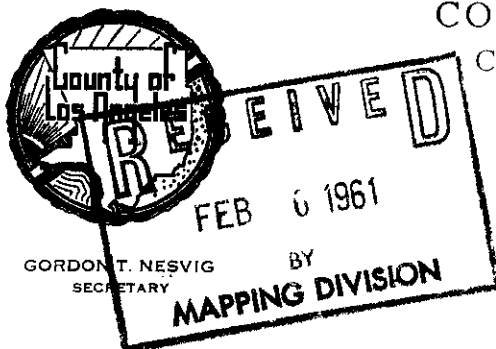 CO
C
County of
Los Angeles
RECEIVED
FEB 6 1961
BY
MAPPING DIVISION
GORDON T. NESVIG
SECRETARY